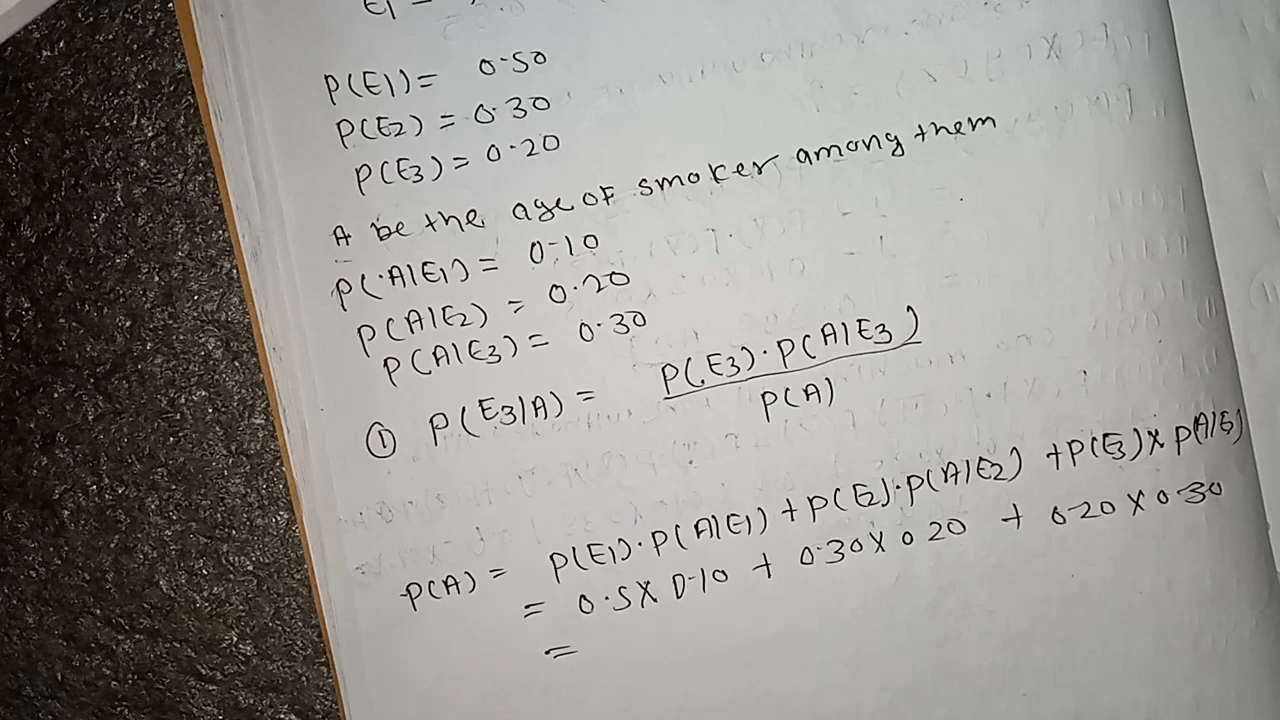 E1 =
P(E1) = 0.50
P(E2) = 0.30
P(E3) = 0.20
A be the age of smoker among them
P(A|E1) = 0.10
P(A|E2) = 0.20
P(A|E3) = 0.30
① P(E3|A) = P(E3).P(A|E3)
P(A)
P(A) = P(E1).P(A|E1) + P(E2).P(A|E2) + P(E3) x P(A|E)
= 0.5 x 0.10 + 0.30 x 0.20 + 0.20 x 0.30
=